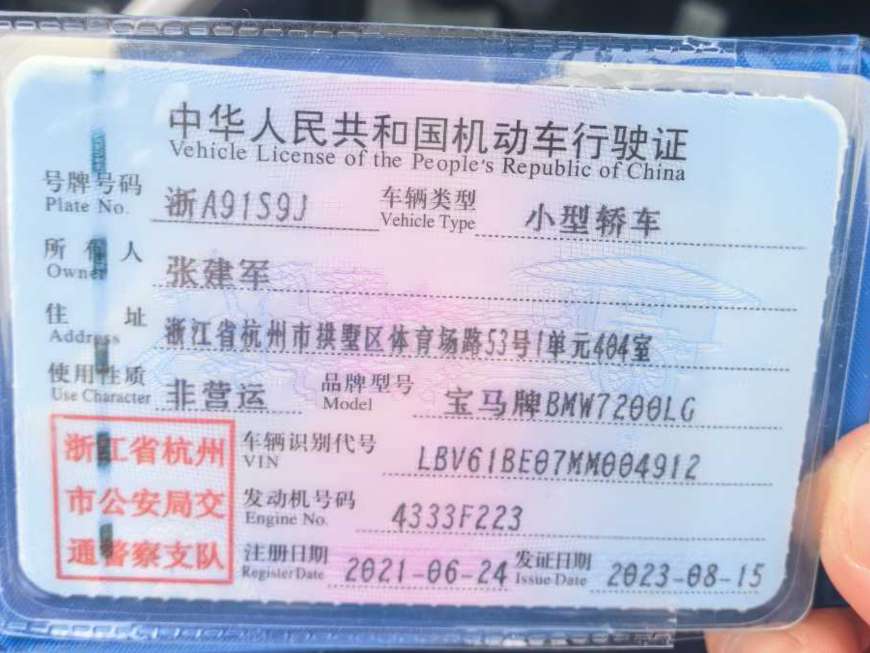 中华人民共和国机动车行驶证
Vehicle License of the People's Republic of China
号牌号码 浙A91S9J 车辆类型 小型轿车
Plate No. Vehicle Type
所有人 张建军
Owner
住址 浙江省杭州市拱墅区体育场路53号1单元404室
Address
使用性质 非营运 品牌型号 宝马牌BMW7200LG
Use Character Model
浙江省杭州 车辆识别代号 LBV61BE07MM004912
VIN
市公安局交 发动机号码 4333F223
Engine No.
通警察支队 注册日期 2021-06-24 发证日期 2023-08-15
Register Date Issue Date